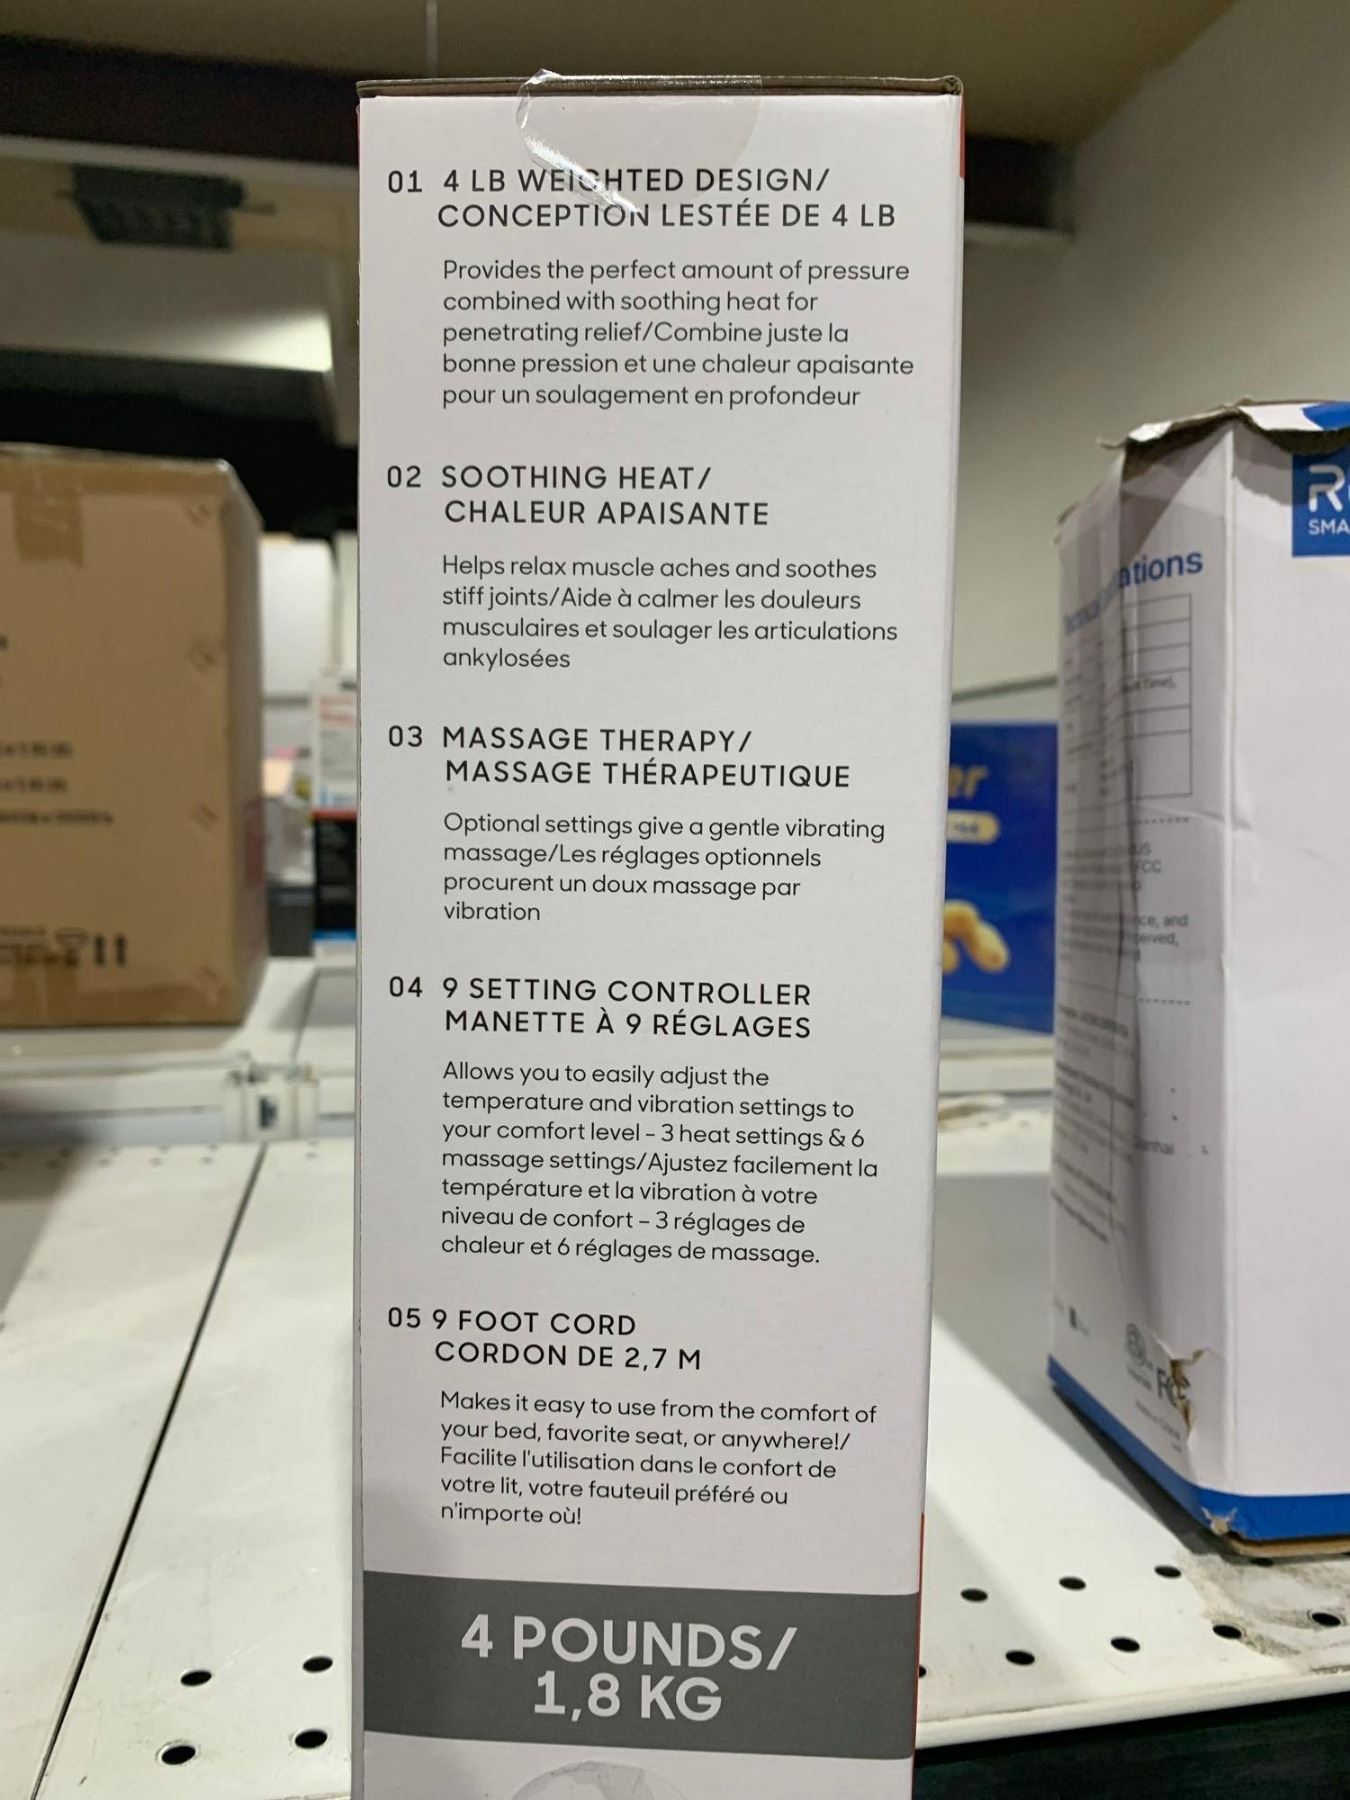 01 4 LB WEIGHTED DESIGN/
CONCEPTION LESTÉE DE 4 LB
Provides the perfect amount of pressure
combined with soothing heat for
penetrating relief/Combine juste la
bonne pression et une chaleur apaisante
pour un soulagement en profondeur
02 SOOTHING HEAT/
CHALEUR APAISANTE
Helps relax muscle aches and soothes
stiff joints/Aide à calmer les douleurs
musculaires et soulager les articulations
ankylosées
03 MASSAGE THERAPY/
MASSAGE THÉRAPEUTIQUE
Optional settings give a gentle vibrating
massage/Les réglages optionnels
procurent un doux massage par
vibration
04 9 SETTING CONTROLLER
MANETTE À 9 RÉGLAGES
Allows you to easily adjust the
temperature and vibration settings to
your comfort level – 3 heat settings & 6
massage settings/Ajustez facilement la
température et la vibration à votre
niveau de confort – 3 réglages de
chaleur et 6 réglages de massage.
05 9 FOOT CORD
CORDON DE 2,7 M
Makes it easy to use from the comfort of
your bed, favorite seat, or anywhere!/
Facilite l'utilisation dans le confort de
votre lit, votre fauteuil préféré ou
n'importe où!
4 POUNDS/
1,8 KG
FCC
ce, and